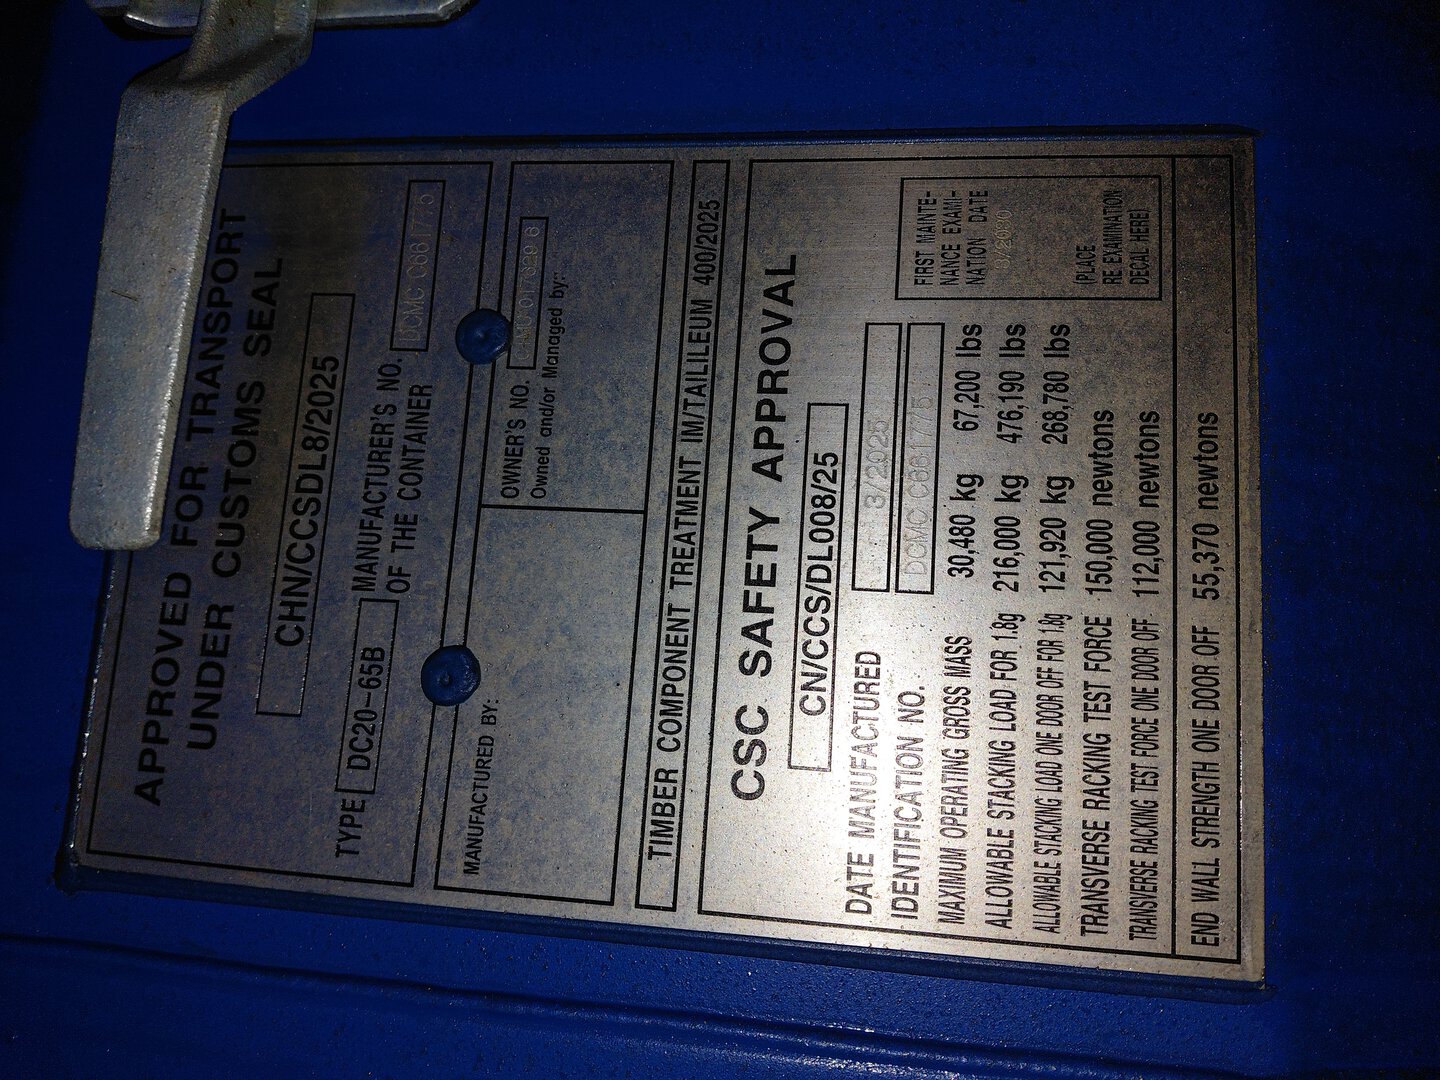 APPROVED FOR TRANSPORT
UNDER CUSTOMS SEAL
CHN/CCSDL8/2025
TYPE DC20-65B MANUFACTURER'S NO.
OF THE CONTAINER
DCMC C6617715
MANUFACTURED BY:
OWNER'S NO.
Owned and/or Managed by:
TIMBER COMPONENT TREATMENT IM/TAILILEUM 400/2025
CSC SAFETY APPROVAL
CN/CCS/DL008/25
DATE MANUFACTURED 3/2025
IDENTIFICATION NO. DCMC C6617715
MAXIMUM OPERATING GROSS MASS 30,480 kg 67,200 lbs
ALLOWABLE STACKING LOAD FOR 1.8g 216,000 kg 476,190 lbs
ALLOWABLE STACKING LOAD ONE DOOR OFF FOR 1.8g 121,920 kg 268,780 lbs
TRANSVERSE RACKING TEST FORCE 150,000 newtons
TRANSVERSE RACKING TEST FORCE ONE DOOR OFF 112,000 newtons
END WALL STRENGTH ONE DOOR OFF 55,370 newtons
FIRST MAINTE-
NANCE EXAMI-
NATION DATE
(PLACE
RE-EXAMINATION
DECAL HERE)